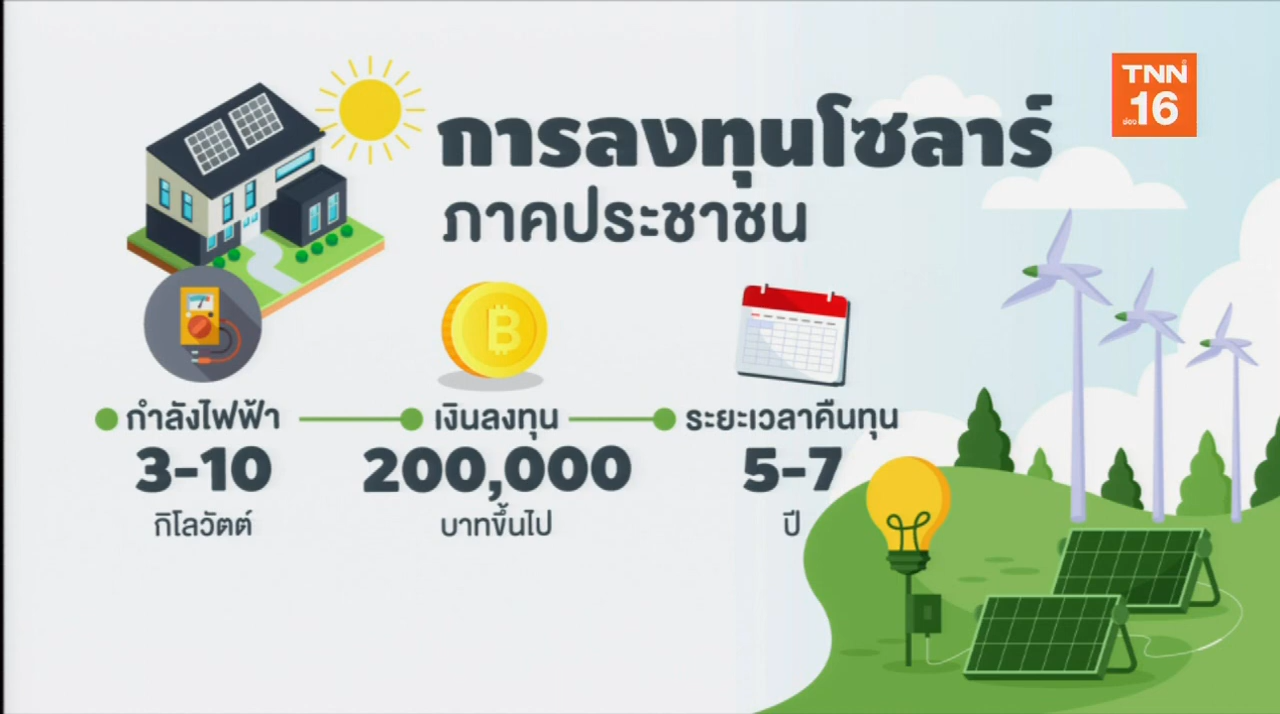 TNN
ช่อง 16
การลงทุนโซลาร์
ภาคประชาชน
กำลังไฟฟ้า
3-10
กิโลวัตต์
เงินลงทุน
200,000
บาทขึ้นไป
ระยะเวลาคืนทุน
5-7
ปี